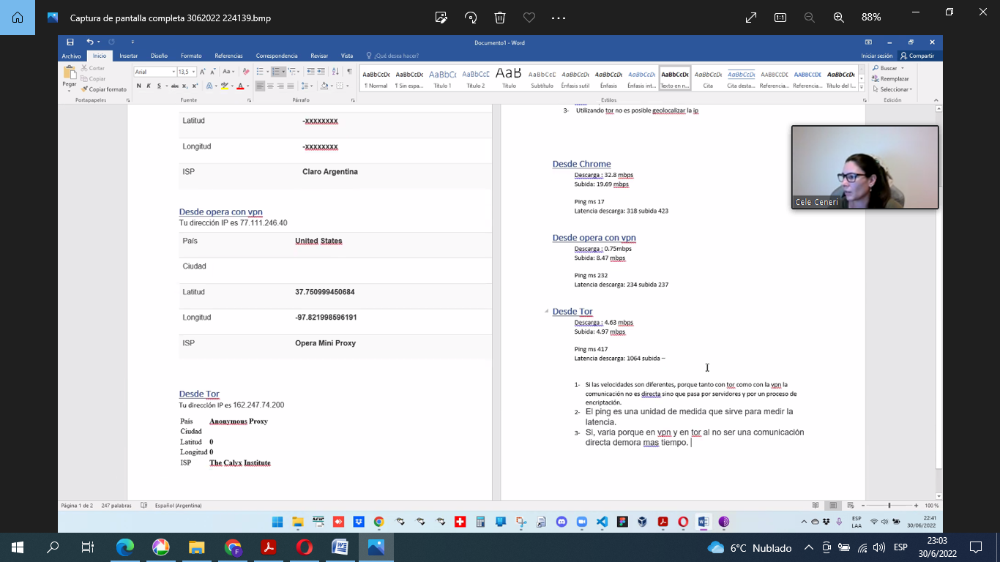 Captura de pantalla completa 3062022 224139.bmp
88%
Documento1 - Word
Iniciar sesión
Compartir
Archivo
Inicio
Insertar
Diseño
Formato
Referencias
Correspondencia
Revisar
Vista
¿Qué desea hacer?
Pegar
Cortar
Copiar
Copiar formato
Portapapeles
Arial
13,5
Fuente
Párrafo
AaBbCcDc
¶ Normal
AaBbCcDc
¶ Sin espa...
AaBbC
Título 1
AaBbCcD
Título 2
AaB
Título
AaBbCcD
Subtítulo
AaBbCcDc
Énfasis sutil
AaBbCcDc
Énfasis
AaBbCcDc
Énfasis int...
AaBbCcDc
Texto en n...
AaBbCcDc
Cita
AaBbCcDc
Cita desta...
AaBbCcDd
Referencia...
AaBbCcDc
Referencia...
AaBbCcDc
Título del l...
Estilos
Buscar
Reemplazar
Seleccionar
Edición
Latitud -xxxxxxxx
Longitud -xxxxxxxx
ISP Claro Argentina
Desde opera con vpn
Tu dirección IP es 77.111.246.40
País United States
Ciudad
Latitud 37.750999450684
Longitud -97.821998596191
ISP Opera Mini Proxy
Desde Tor
Tu dirección IP es 162.247.74.200
País Anonymous Proxy
Ciudad
Latitud 0
Longitud 0
ISP The Calyx Institute
3- Utilizando tor no es posible geolocalizar la ip
Desde Chrome
Descarga : 32.8 mbps
Subida: 19.69 mbps
Ping ms 17
Latencia descarga: 318 subida 423
Desde opera con vpn
Descarga : 0.75mbps
Subida: 8.47 mbps
Ping ms 232
Latencia descarga: 234 subida 237
Desde Tor
Descarga : 4.63 mbps
Subida: 4.97 mbps
Ping ms 417
Latencia descarga: 1064 subida –
1- Si las velocidades son diferentes, porque tanto con tor como con la vpn la
comunicación no es directa sino que pasa por servidores y por un proceso de
encriptación.
2- El ping es una unidad de medida que sirve para medir la
latencia.
3- Si, varia porque en vpn y en tor al no ser una comunicación
directa demora mas tiempo.
Cele Ceneri
Página 1 de 2
247 palabras
Español (Argentina)
100 %
ESP
LAA
22:41
30/06/2022
6°C Nublado
ESP
23:03
30/6/2022